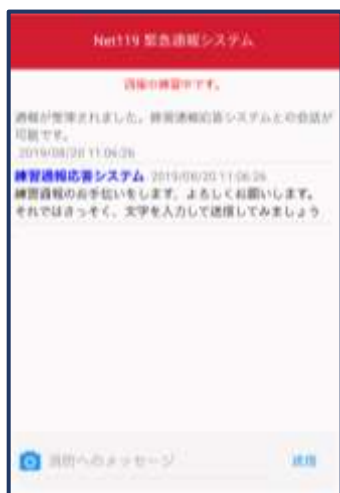 Net119 緊急通報システム
通報の練習中です。
通報が受理されました。練習通報応答システムとの会話が
可能です。
2019/08/20 11:06:26
練習通報応答システム 2019/08/20 11:06:26
練習通報のお手伝いをします。よろしくお願いします。
それではさっそく、文字を入力して送信してみましょう
消防へのメッセージ
送信